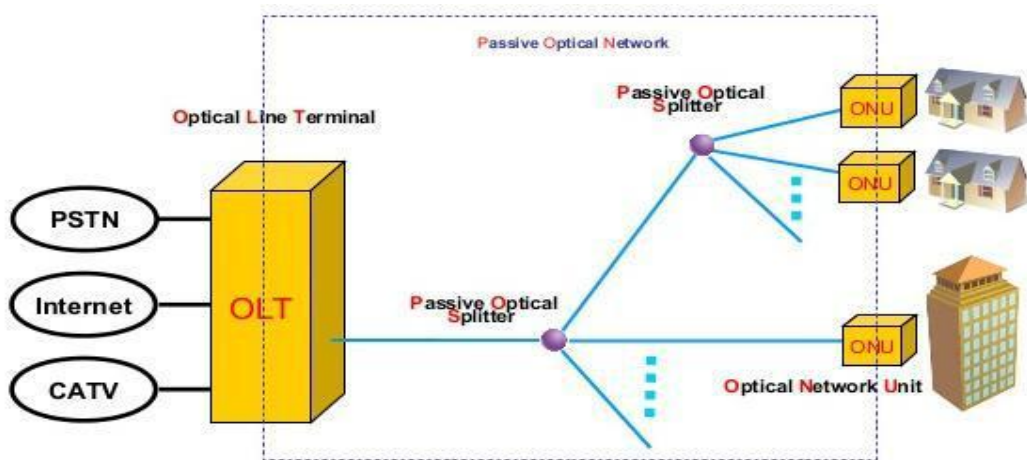 Passive Optical Network
Passive Optical
Splitter
ONU
Optical Line Terminal
ONU
PSTN
Internet
OLT
Passive Optical
Splitter
ONU
CATV
Optical Network Unit